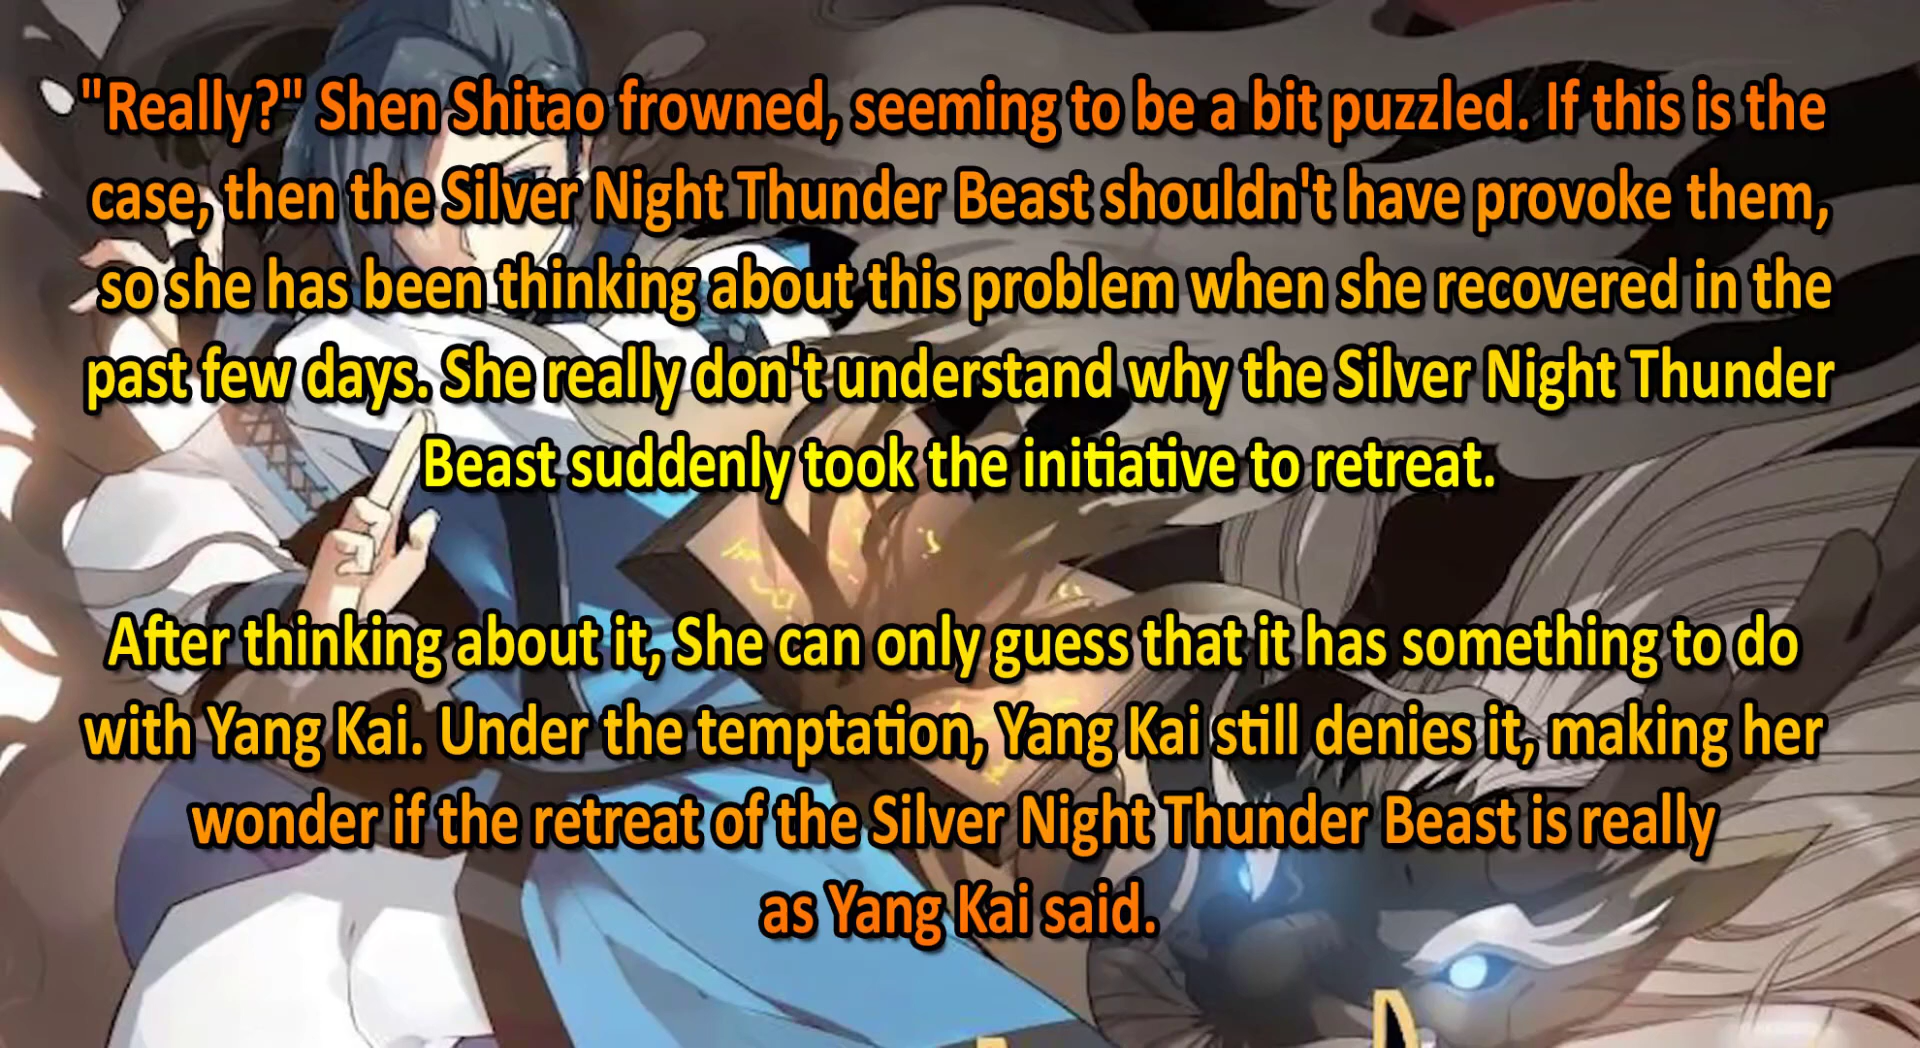 "Really?" Shen Shitao frowned, seeming to be a bit puzzled. If this is the
case, then the Silver Night Thunder Beast shouldn't have provoke them,
so she has been thinking about this problem when she recovered in the
past few days. She really don't understand why the Silver Night Thunder
Beast suddenly took the initiative to retreat.
After thinking about it, She can only guess that it has something to do
with Yang Kai. Under the temptation, Yang Kai still denies it, making her
wonder if the retreat of the Silver Night Thunder Beast is really
as Yang Kai said.